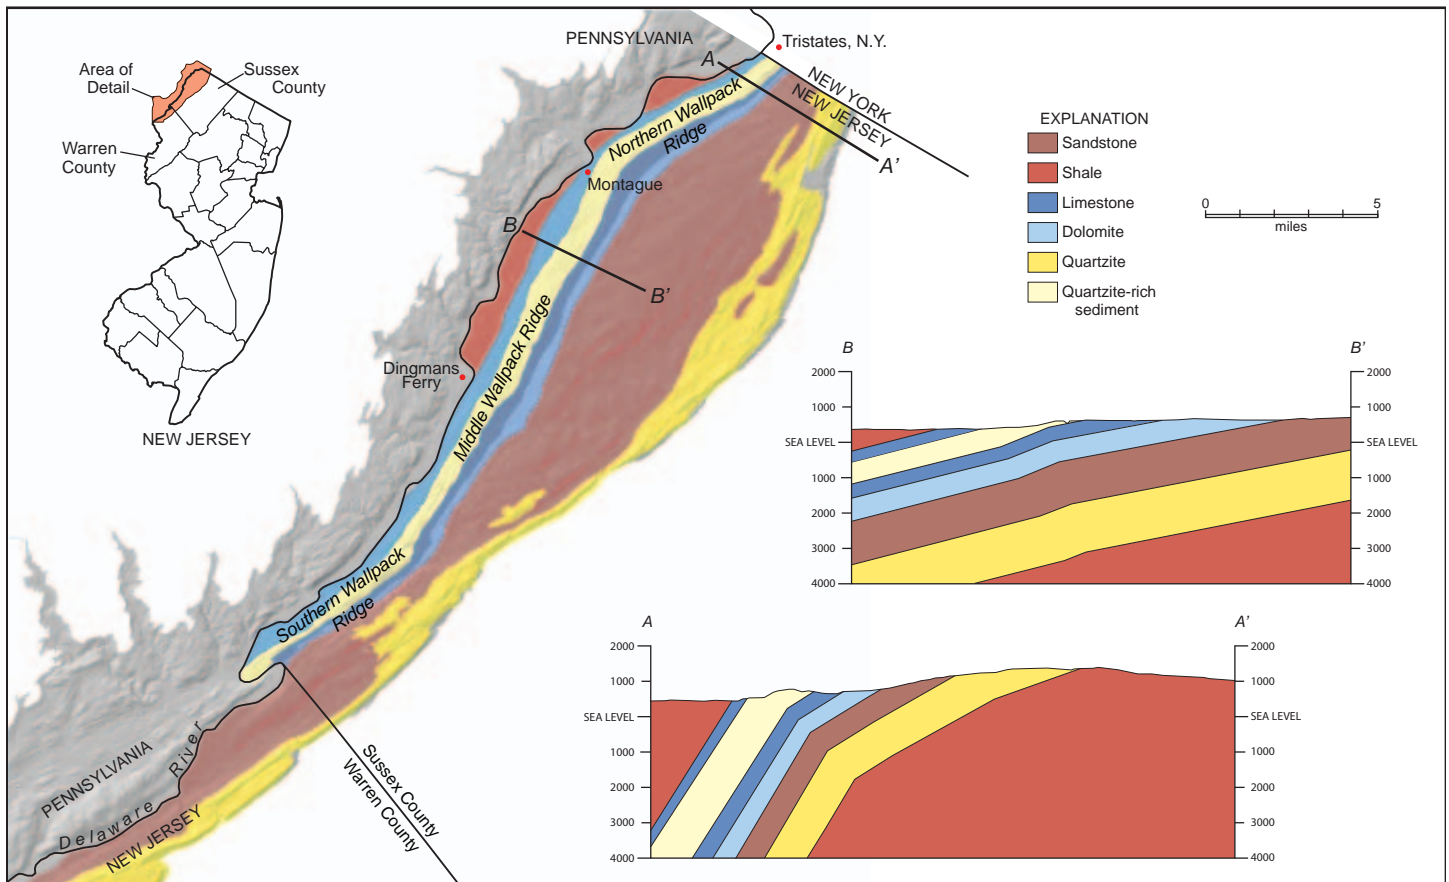 PENNSYLVANIA
Tristates, N.Y.
A
NEW YORK
NEW JERSEY
A'
Northern Wallpack
Ridge
Montague
B
B'
Middle Wallpack Ridge
Dingmans
Ferry
Southern Wallpack
Ridge
PENNSYLVANIA
Delaware River
NEW JERSEY
Sussex County
Warren County
Area of
Detail
Sussex
County
Warren
County
NEW JERSEY
EXPLANATION
Sandstone
Shale
Limestone
Dolomite
Quartzite
Quartzite-rich
sediment
0 5
miles
B B'
2000 2000
1000 1000
SEA LEVEL SEA LEVEL
1000 1000
2000 2000
3000 3000
4000 4000
A A'
2000 2000
1000 1000
SEA LEVEL SEA LEVEL
1000 1000
2000 2000
3000 3000
4000 4000